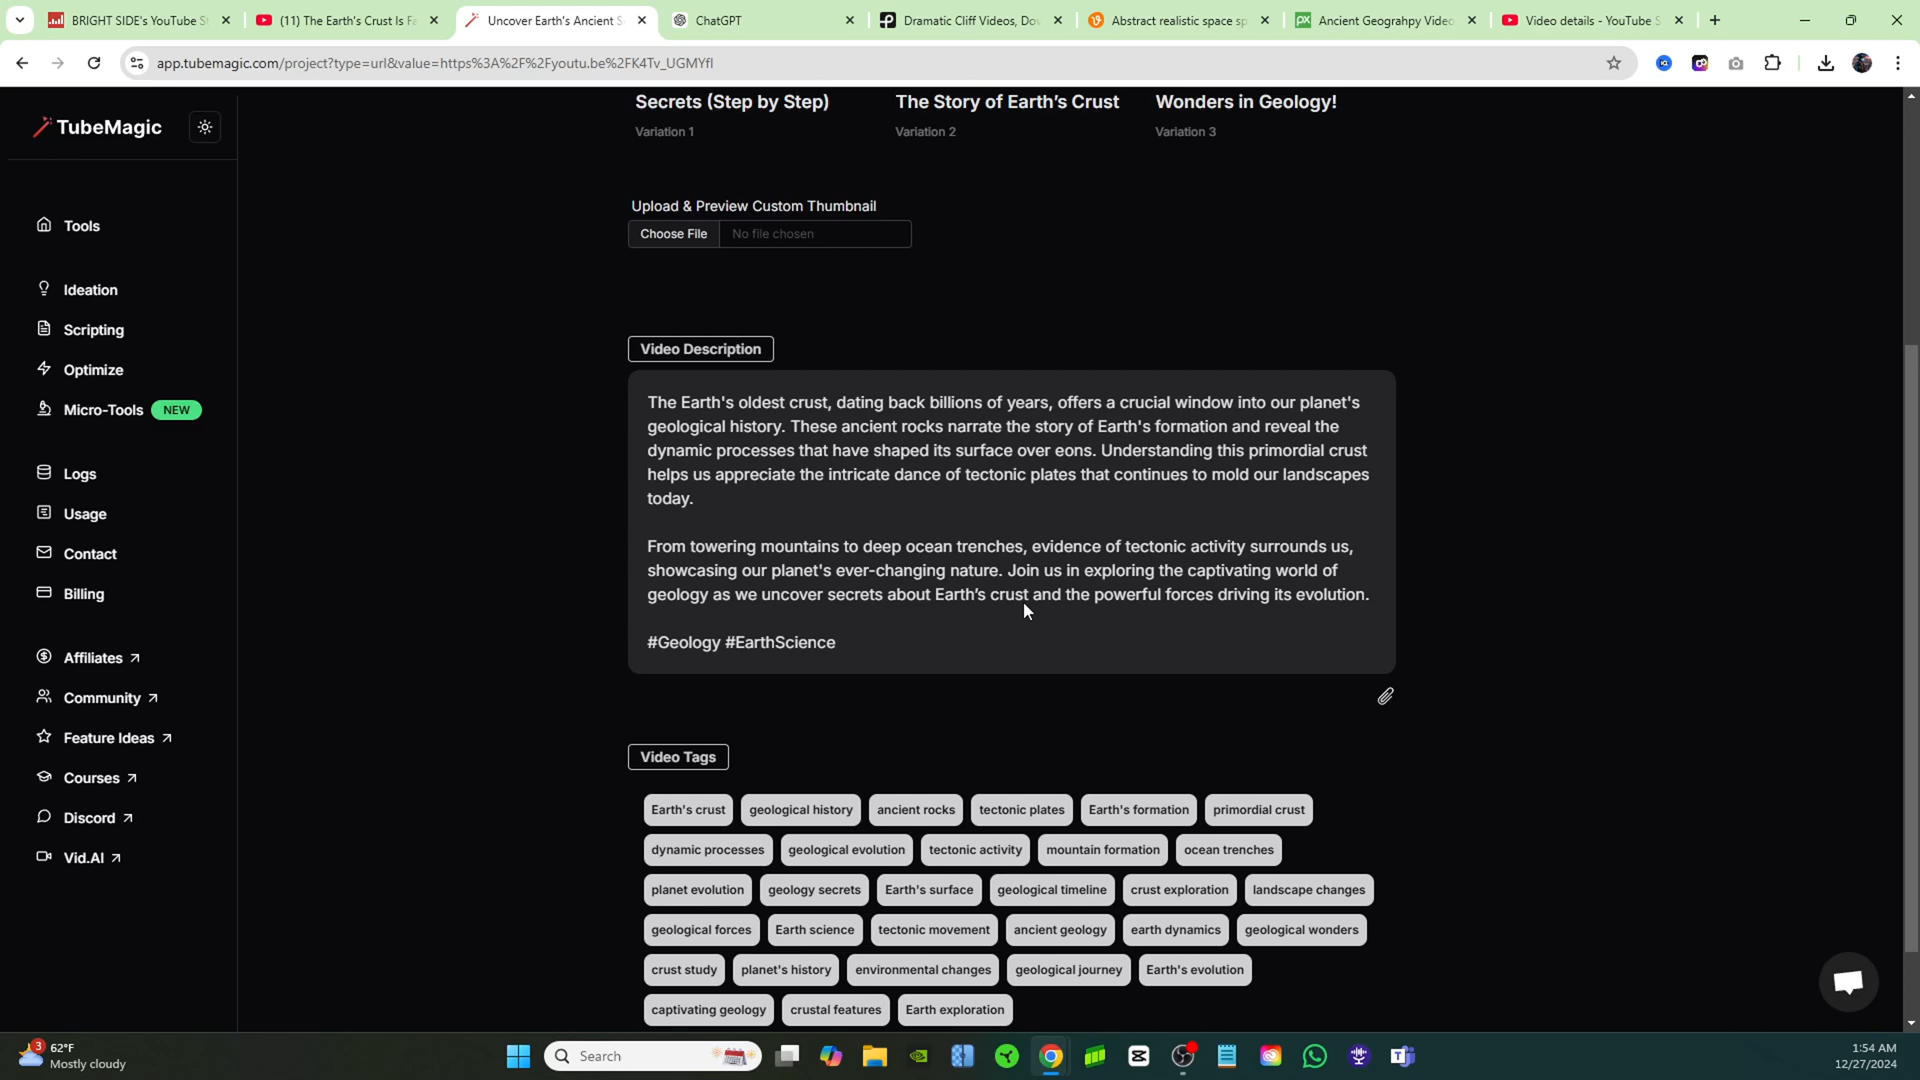 BRIGHT SIDE's YouTube St
(11) The Earth's Crust Is Fa
Uncover Earth's Ancient S
ChatGPT
Dramatic Cliff Videos, Dow
Abstract realistic space sp
Ancient Geograhpy Video
Video details - YouTube S
app.tubemagic.com/project?type=url&value=https%3A%2F%2Fyoutu.be%2FK4Tv_UGMYfI
TubeMagic
Tools
Ideation
Scripting
Optimize
Micro-Tools NEW
Logs
Usage
Contact
Billing
Affiliates
Community
Feature Ideas
Courses
Discord
Vid.AI
Secrets (Step by Step)
Variation 1
The Story of Earth's Crust
Variation 2
Wonders in Geology!
Variation 3
Upload & Preview Custom Thumbnail
Choose File No file chosen
Video Description
The Earth's oldest crust, dating back billions of years, offers a crucial window into our planet's
geological history. These ancient rocks narrate the story of Earth's formation and reveal the
dynamic processes that have shaped its surface over eons. Understanding this primordial crust
helps us appreciate the intricate dance of tectonic plates that continues to mold our landscapes
today.
From towering mountains to deep ocean trenches, evidence of tectonic activity surrounds us,
showcasing our planet's ever-changing nature. Join us in exploring the captivating world of
geology as we uncover secrets about Earth's crust and the powerful forces driving its evolution.
#Geology #EarthScience
Video Tags
Earth's crust geological history ancient rocks tectonic plates Earth's formation primordial crust
dynamic processes geological evolution tectonic activity mountain formation ocean trenches
planet evolution geology secrets Earth's surface geological timeline crust exploration landscape changes
geological forces Earth science tectonic movement ancient geology earth dynamics geological wonders
crust study planet's history environmental changes geological journey Earth's evolution
captivating geology crustal features Earth exploration
3
62°F
Mostly cloudy
Search
1:54 AM
12/27/2024